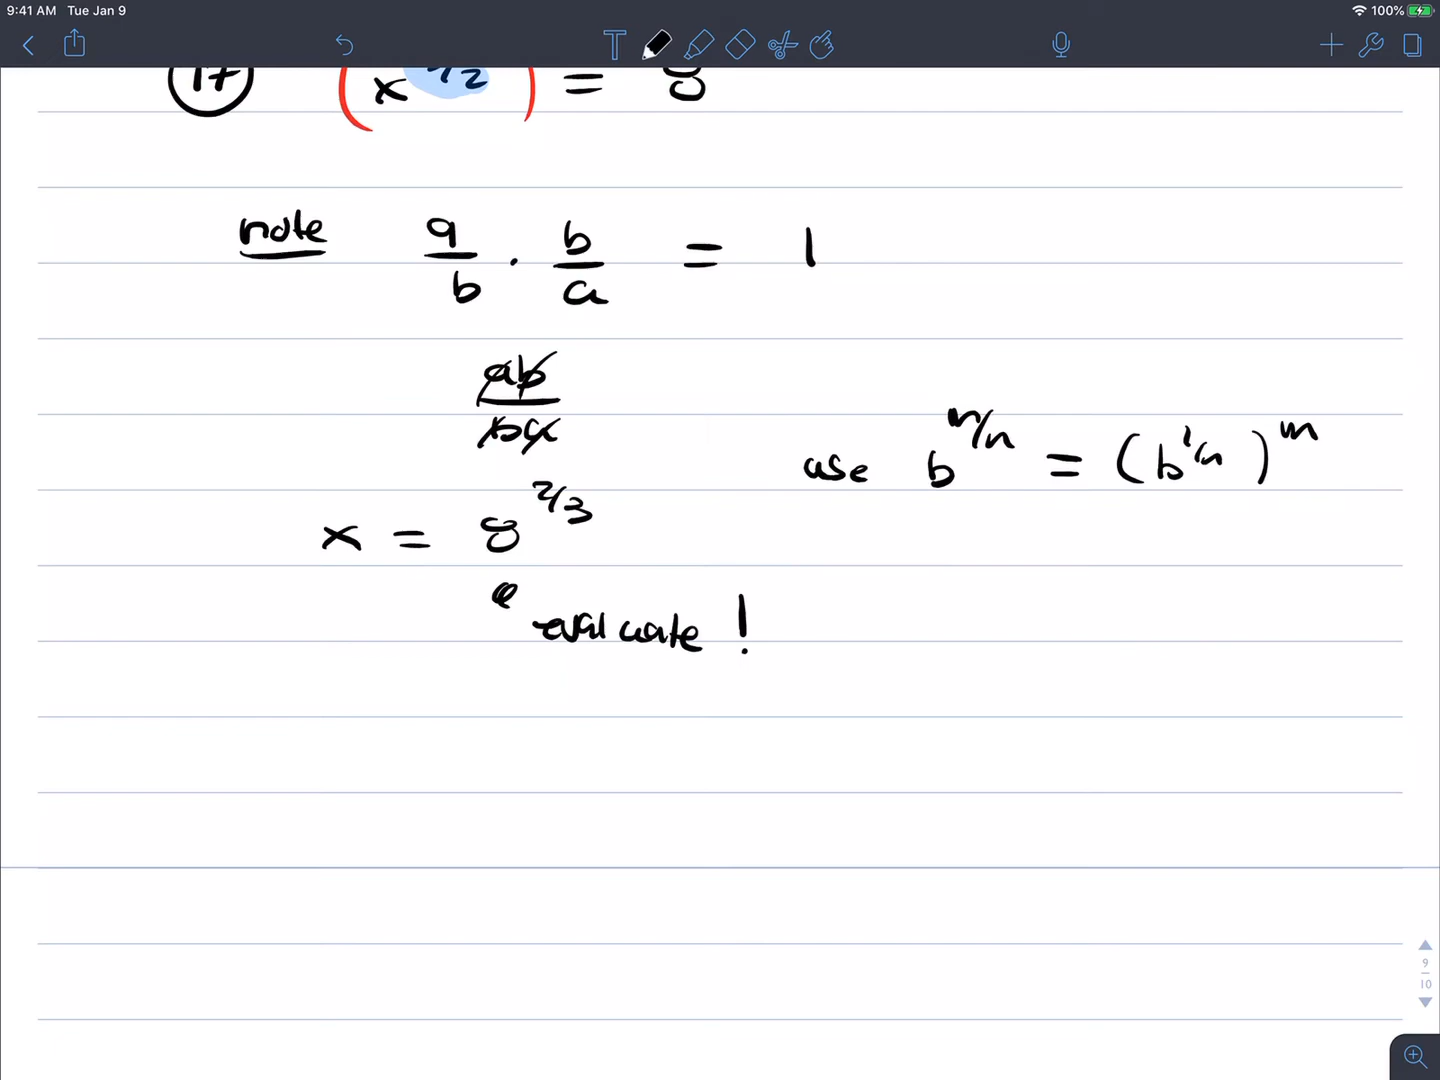 9:41 AM Tue Jan 9 100%
17 (x /2) = 8
note a/b · b/a = 1
ab/ba
use b^m/n = (b^1/n)^m
x = 8^2/3
evaluate !
9
10